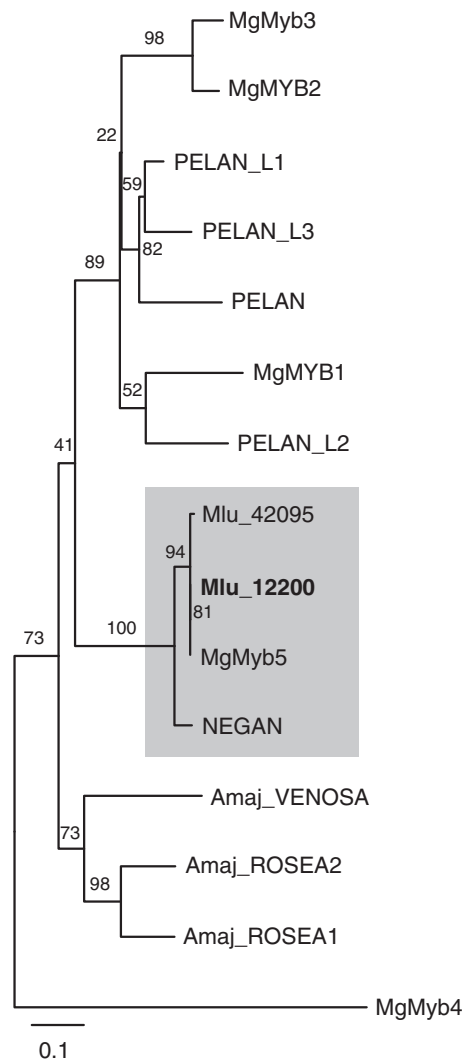 98
MgMyb3
MgMYB2
22
PELAN_L1
59
PELAN_L3
82
89
PELAN
MgMYB1
52
PELAN_L2
41
Mlu_42095
94
Mlu_12200
81
100
73
MgMyb5
NEGAN
Amaj_VENOSA
73
Amaj_ROSEA2
98
Amaj_ROSEA1
MgMyb4
0.1